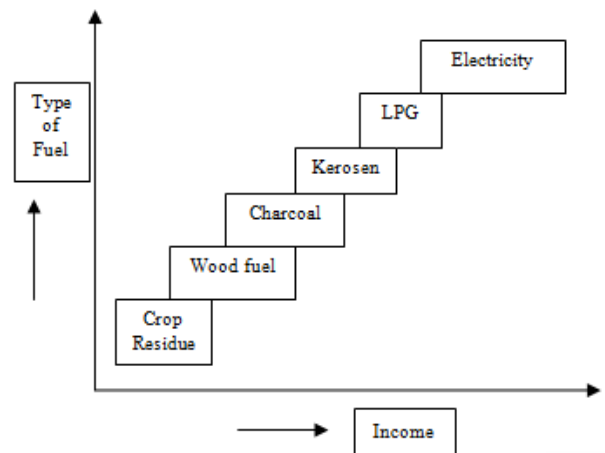 Electricity
Type
of
Fuel
LPG
Kerosen
Charcoal
Wood fuel
Crop
Residue
Income